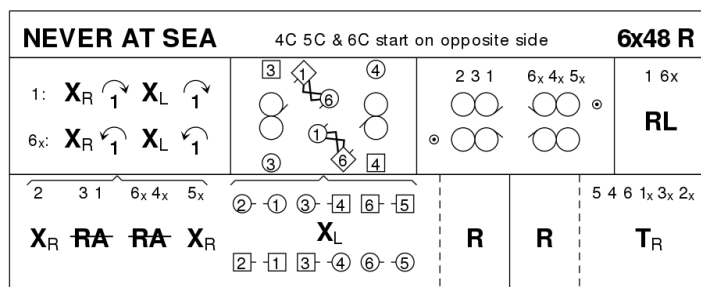 NEVER AT SEA 4C 5C & 6C start on opposite side 6x48 R
1: XR 1 XL 1
6x: XR 1 XL 1
3 1 4
6
1
3 6 4
2 3 1 6x 4x 5x
1 6x
RL
2 3 1 6x 4x 5x
XR RA RA XR
2 1 3 4 6 5
XL
2 1 3 4 6 5
R
R
5 4 6 1x 3x 2x
TR